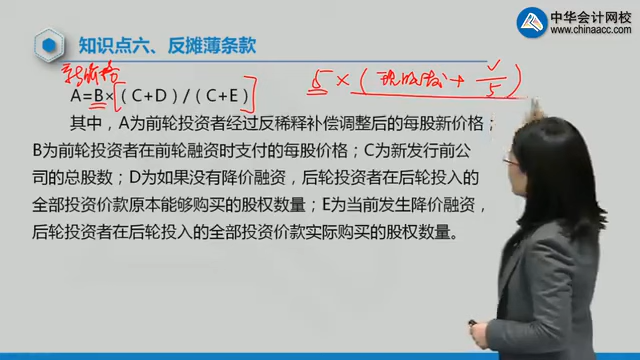 中华会计网校
www.chinaacc.com
知识点六、反摊薄条款
A=B×（C+D）/（C+E）
5 ×（现股数 + V/5）
其中，A为前轮投资者经过反稀释补偿调整后的每股新价格；
B为前轮投资者在前轮融资时支付的每股价格；C为新发行前公
司的总股数；D为如果没有降价融资，后轮投资者在后轮投入的
全部投资价款原本能够购买的股权数量；E为当前发生降价融资，
后轮投资者在后轮投入的全部投资价款实际购买的股权数量。